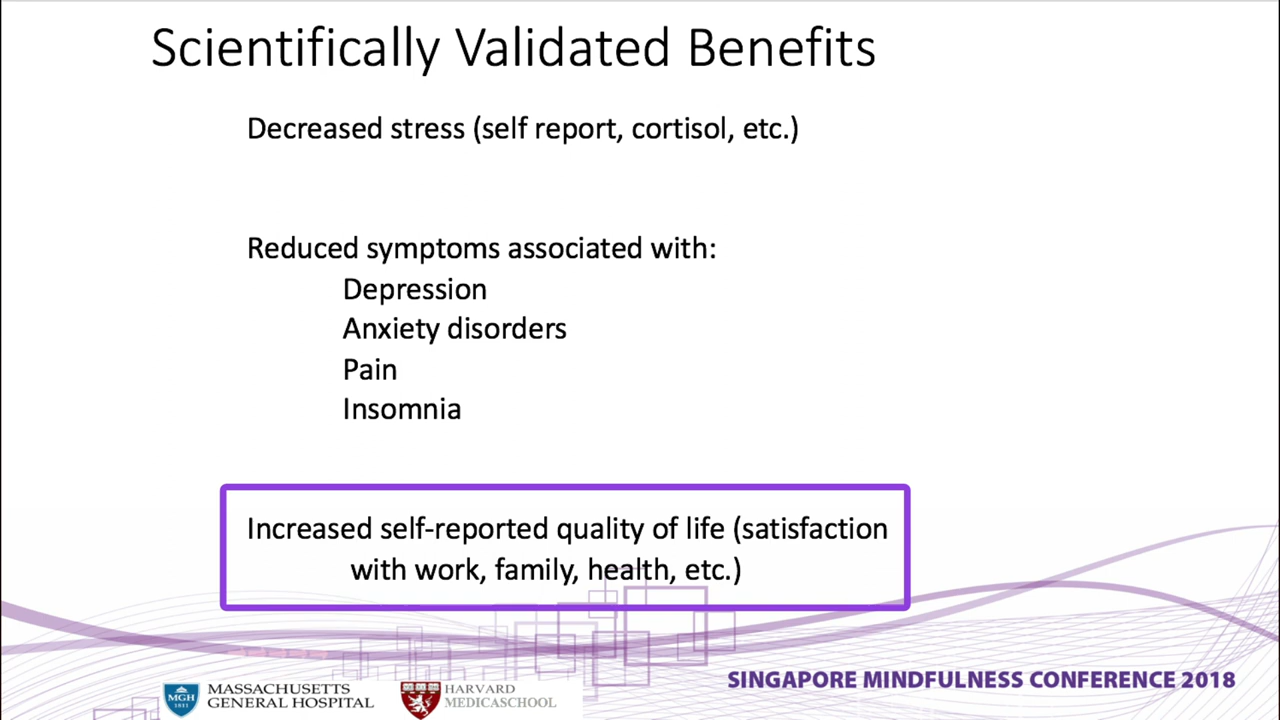 Scientifically Validated Benefits
Decreased stress (self report, cortisol, etc.)
Reduced symptoms associated with:
Depression
Anxiety disorders
Pain
Insomnia
Increased self-reported quality of life (satisfaction
with work, family, health, etc.)
SINGAPORE MINDFULNESS CONFERENCE 2018
MGH
1811
MASSACHUSETTS
GENERAL HOSPITAL
HARVARD
MEDICASCHOOL